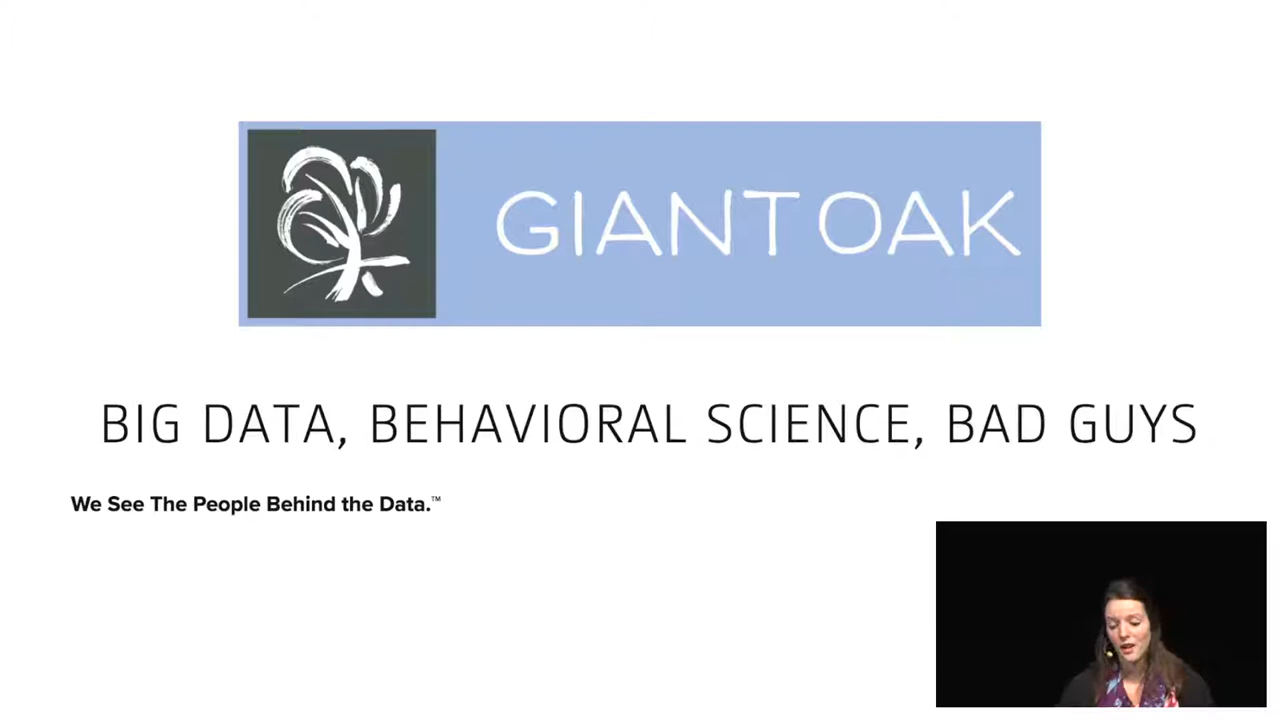 GIANT OAK
BIG DATA, BEHAVIORAL SCIENCE, BAD GUYS
We See The People Behind the Data.™